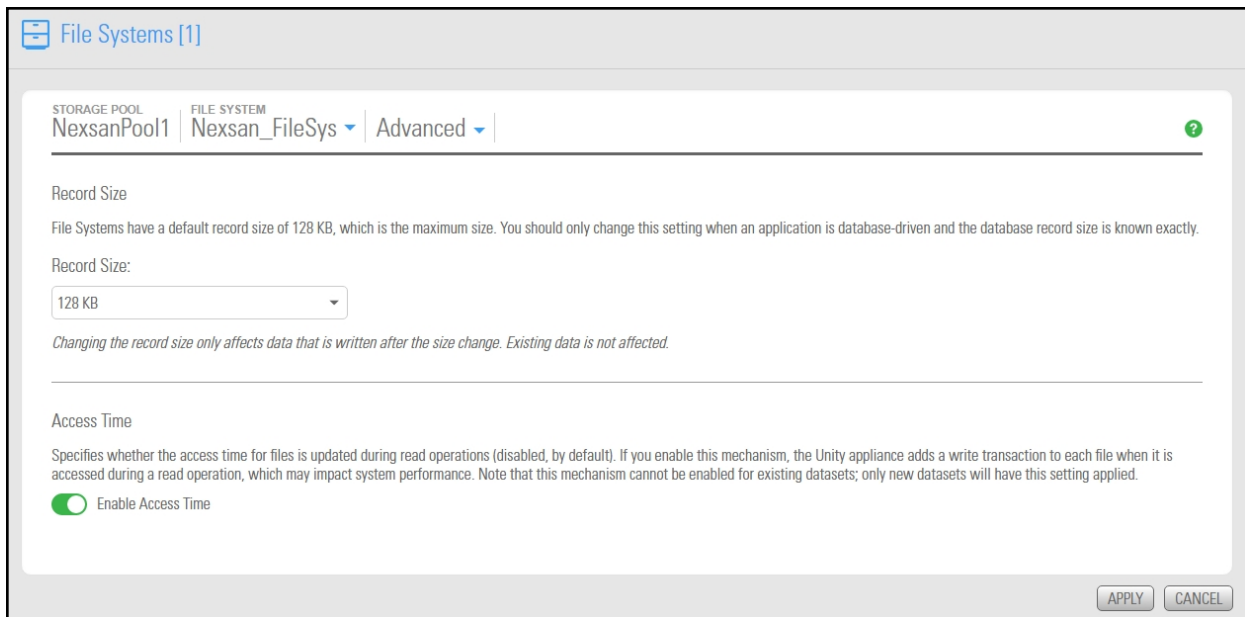 File Systems [1]
STORAGE POOL
NexsanPool1
FILE SYSTEM
Nexsan_FileSys
Advanced
?
Record Size
File Systems have a default record size of 128 KB, which is the maximum size. You should only change this setting when an application is database-driven and the database record size is known exactly.
Record Size:
128 KB
Changing the record size only affects data that is written after the size change. Existing data is not affected.
Access Time
Specifies whether the access time for files is updated during read operations (disabled, by default). If you enable this mechanism, the Unity appliance adds a write transaction to each file when it is
accessed during a read operation, which may impact system performance. Note that this mechanism cannot be enabled for existing datasets; only new datasets will have this setting applied.
Enable Access Time
APPLY
CANCEL